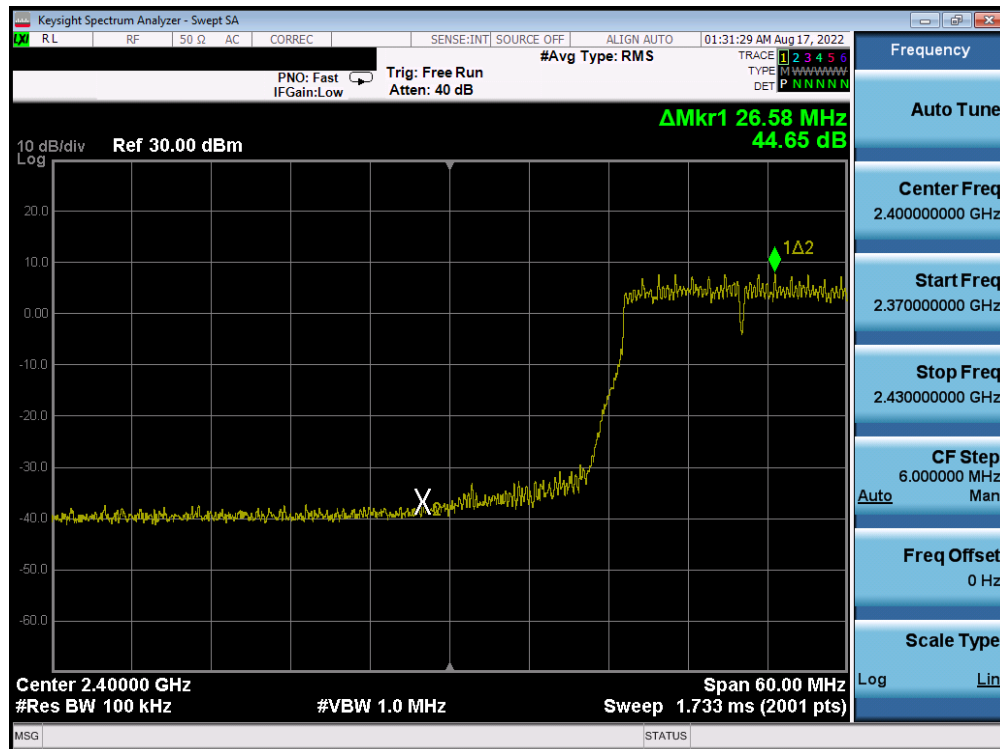 Keysight Spectrum Analyzer - Swept SA
LXI RL RF 50 Ω AC CORREC SENSE:INT SOURCE OFF ALIGN AUTO 01:31:29 AM Aug 17, 2022
PNO: Fast
IFGain:Low
Trig: Free Run
Atten: 40 dB
#Avg Type: RMS
TRACE 1 2 3 4 5 6
TYPE M WWWWW
DET P N N N N N
ΔMkr1 26.58 MHz
44.65 dB
10 dB/div Ref 30.00 dBm
Log
20.0
10.0
0.00
-10.0
-20.0
-30.0
-40.0
-50.0
-60.0
1Δ2
X2
Center 2.40000 GHz Span 60.00 MHz
#Res BW 100 kHz #VBW 1.0 MHz Sweep 1.733 ms (2001 pts)
MSG STATUS
Frequency
Auto Tune
Center Freq
2.400000000 GHz
Start Freq
2.370000000 GHz
Stop Freq
2.430000000 GHz
CF Step
6.000000 MHz
Auto Man
Freq Offset
0 Hz
Scale Type
Log Lin